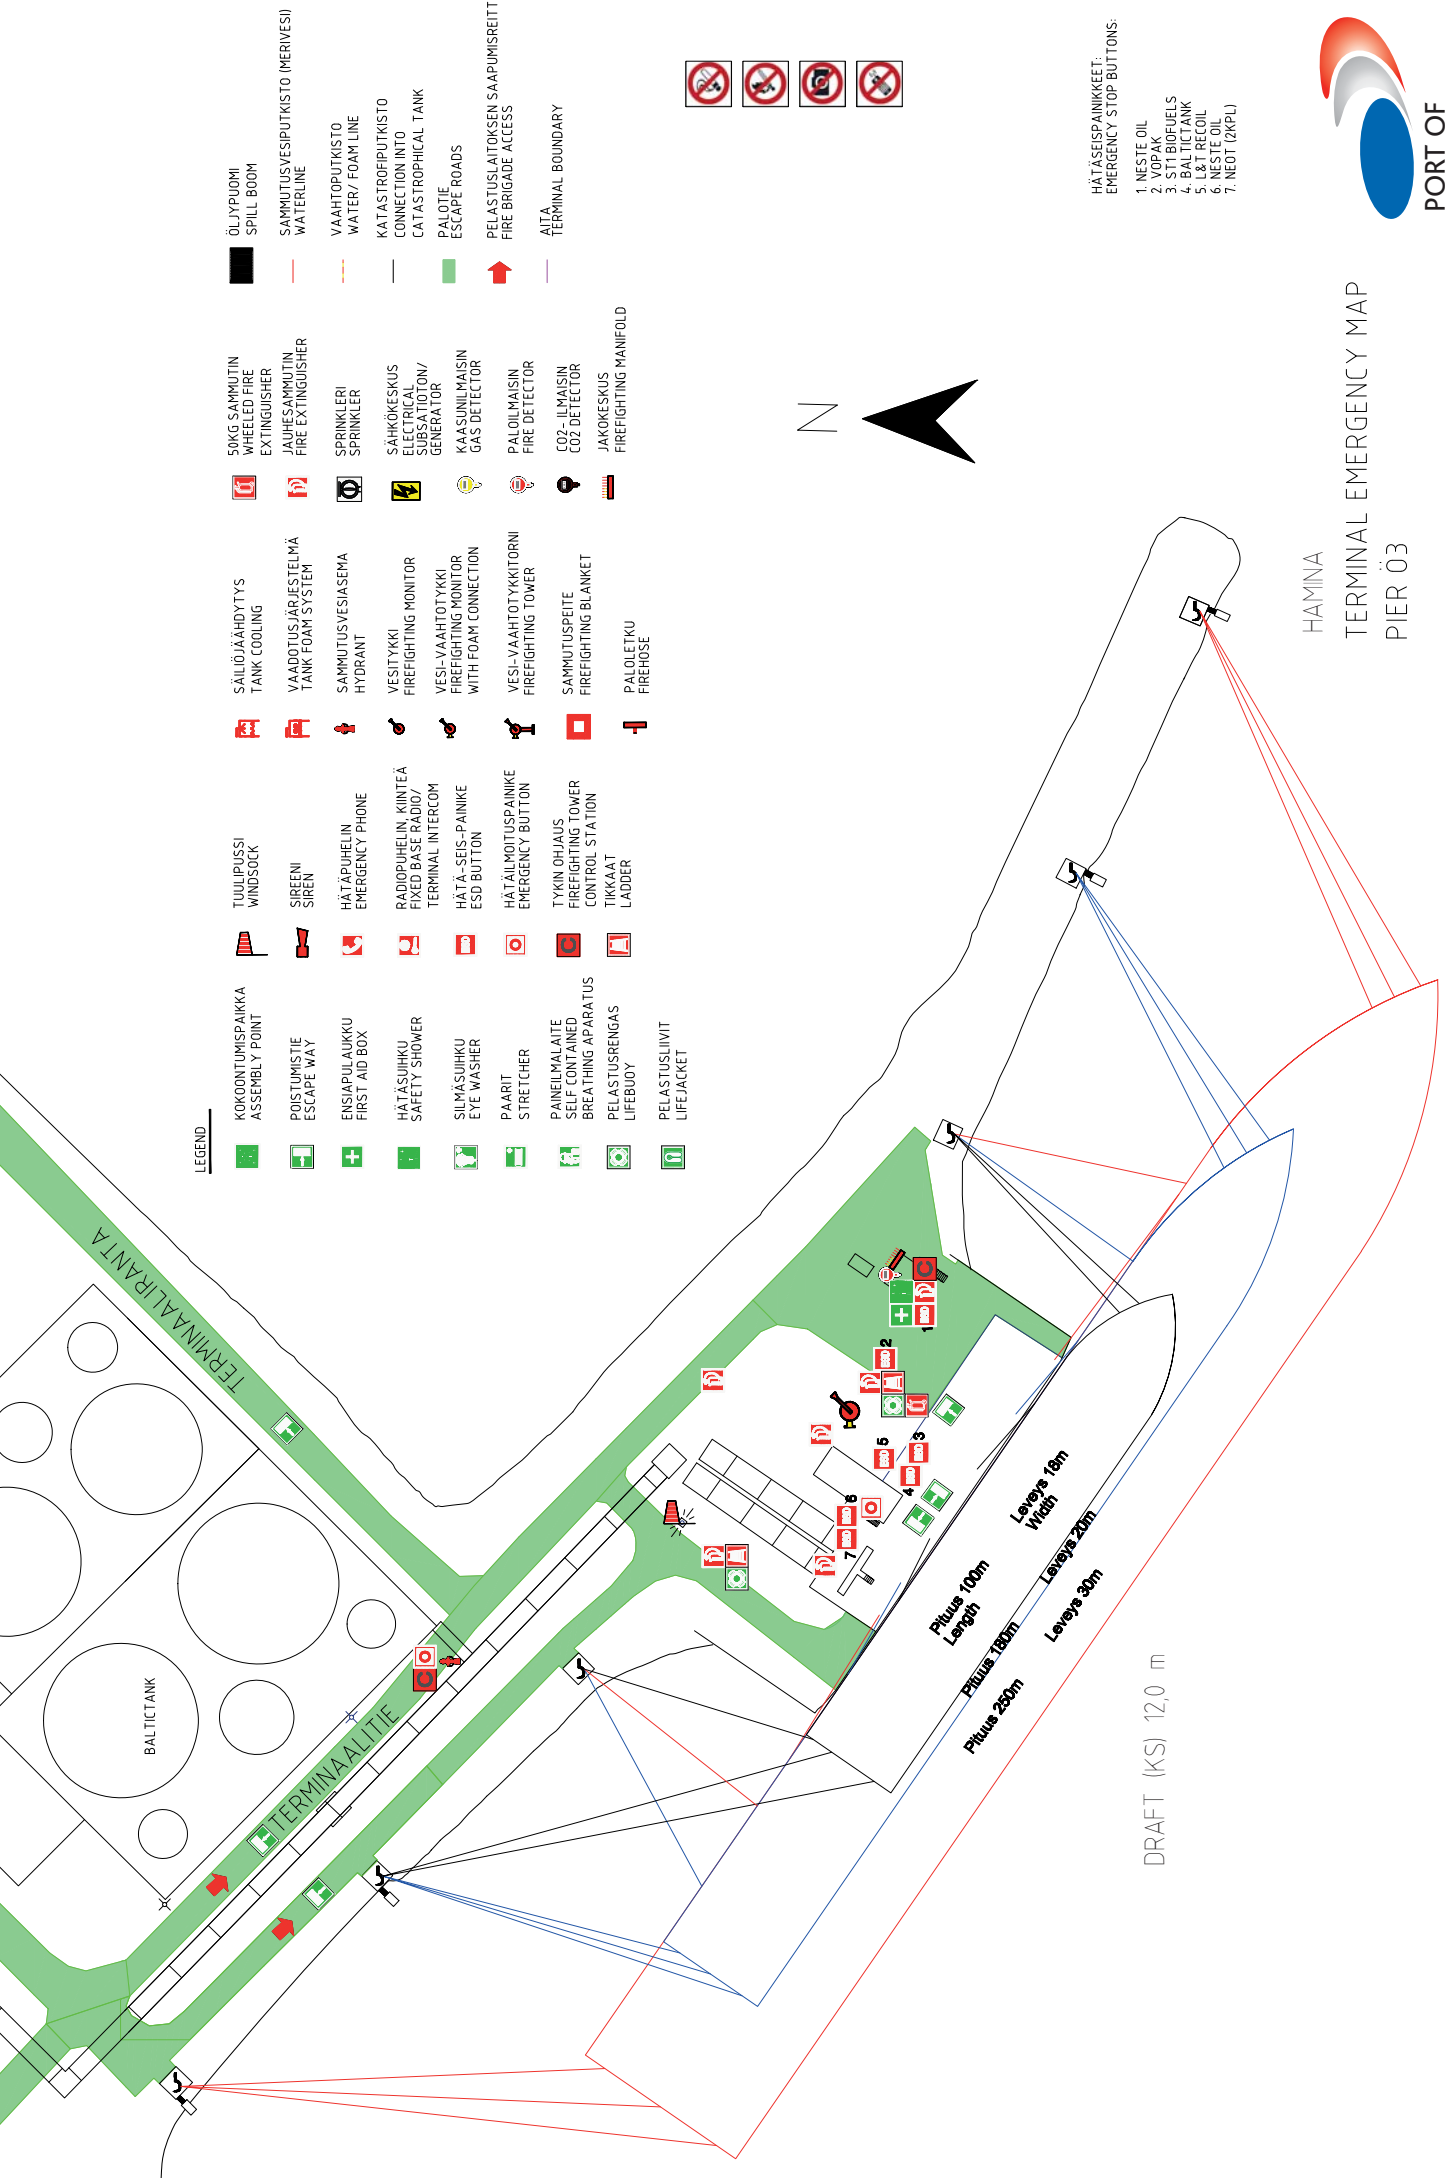 LEGEND
KOKOONTUMISPAIKKA
ASSEMBLY POINT
POISTUMISTIE
ESCAPE WAY
ENSIAPULAUKKU
FIRST AID BOX
HÄTÄSUIHKU
SAFETY SHOWER
SILMÄSUIHKU
EYE WASHER
PAARIT
STRETCHER
PAINEILMALAITE
SELF CONTAINED
BREATHING APARATUS
PELASTUSRENGAS
LIFEBUOY
PELASTUSLIIVIT
LIFEJACKET
TUULIPUSSI
WINDSOCK
SIREENI
SIREN
HÄTÄPUHELIN
EMERGENCY PHONE
RADIOPUHELIN, KIINTEÄ
FIXED BASE RADIO/
TERMINAL INTERCOM
HÄTÄ-SEIS-PAINIKE
ESD BUTTON
HÄTÄILMOITUSPAINIKE
EMERGENCY BUTTON
TYKIN OHJAUS
FIREFIGHTING TOWER
CONTROL STATION
TIKKAAT
LADDER
SÄILIÖJÄÄHDYTYS
TANK COOLING
VAADOTUSJÄRJESTELMÄ
TANK FOAM SYSTEM
SAMMUTUSVESIASEMA
HYDRANT
VESITYKKI
FIREFIGHTING MONITOR
VESI-VAAHTOTYKKI
FIREFIGHTING MONITOR
WITH FOAM CONNECTION
VESI-VAAHTOTYKKITORNI
FIREFIGHTING TOWER
SAMMUTUSPEITE
FIREFIGHTING BLANKET
PALOLETKU
FIREHOSE
50KG SAMMUTIN
WHEELED FIRE
EXTINGUISHER
JAUHESAMMUTIN
FIRE EXTINGUISHER
SPRINKLERI
SPRINKLER
SÄHKÖKESKUS
ELECTRICAL
SUBSATIOTON/
GENERATOR
KAASUNILMAISIN
GAS DETECTOR
PALOILMAISIN
FIRE DETECTOR
CO2- ILMAISIN
CO2 DETECTOR
JAKOKESKUS
FIREFIGHTING MANIFOLD
ÖLJYPUOMI
SPILL BOOM
SAMMUTUSVESIPUTKISTO (MERIVESI)
WATERLINE
VAAHTOPUTKISTO
WATER/ FOAM LINE
KATASTROFIPUTKISTO
CONNECTION INTO
CATASTROPHICAL TANK
PALOTIE
ESCAPE ROADS
PELASTUSLAITOKSEN SAAPUMISREITT
FIRE BRIGADE ACCESS
AITA
TERMINAL BOUNDARY
N
HÄTÄSEISPAINIKKEET:
EMERGENCY STOP BUTTONS:
1. NESTE OIL
2. VOPAK
3. ST1 BIOFUELS
4. BALTICTANK
5. L&T RECOIL
6. NESTE OIL
7. NEOT (2KPL)
PORT OF
HAMINA
TERMINAL EMERGENCY MAP
PIER Ö3
TERMINAALIRANTA
TERMINAALITIE
BALTICTANK
C
C
1
2
3
4
5
6
7
Pituus 100m
Length
Leveys 18m
Width
Pituus 180m
Leveys 20m
Pituus 250m
Leveys 30m
DRAFT (KS) 12,0 m